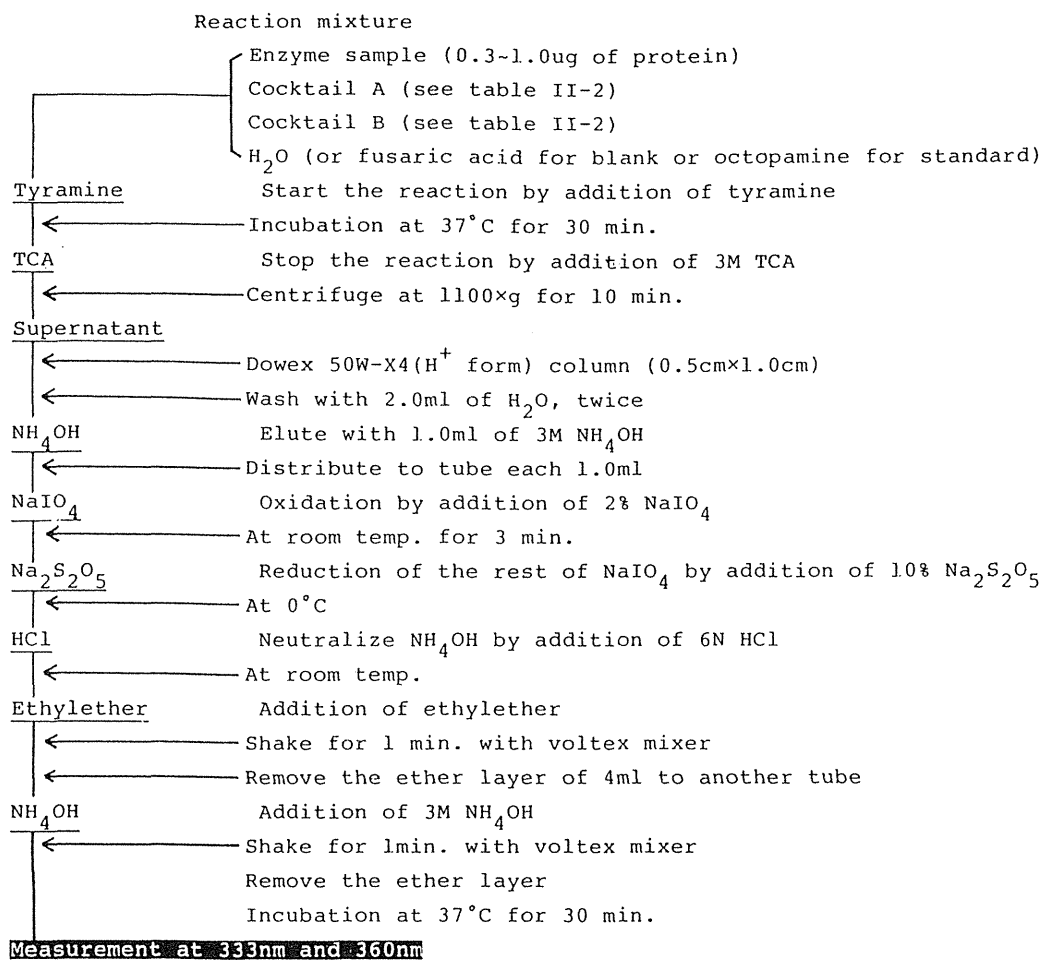 Reaction mixture
Enzyme sample (0.3~1.0ug of protein)
Cocktail A (see table II-2)
Cocktail B (see table II-2)
H2O (or fusaric acid for blank or octopamine for standard)
Tyramine Start the reaction by addition of tyramine
Incubation at 37°C for 30 min.
TCA Stop the reaction by addition of 3M TCA
Centrifuge at 1100×g for 10 min.
Supernatant
Dowex 50W-X4(H+ form) column (0.5cm×1.0cm)
Wash with 2.0ml of H2O, twice
NH4OH Elute with 1.0ml of 3M NH4OH
Distribute to tube each 1.0ml
NaIO4 Oxidation by addition of 2% NaIO4
At room temp. for 3 min.
Na2S2O5 Reduction of the rest of NaIO4 by addition of 10% Na2S2O5
At 0°C
HCl Neutralize NH4OH by addition of 6N HCl
At room temp.
Ethylether Addition of ethylether
Shake for 1 min. with voltex mixer
Remove the ether layer of 4ml to another tube
NH4OH Addition of 3M NH4OH
Shake for 1min. with voltex mixer
Remove the ether layer
Incubation at 37°C for 30 min.
Measurement at 333nm and 360nm